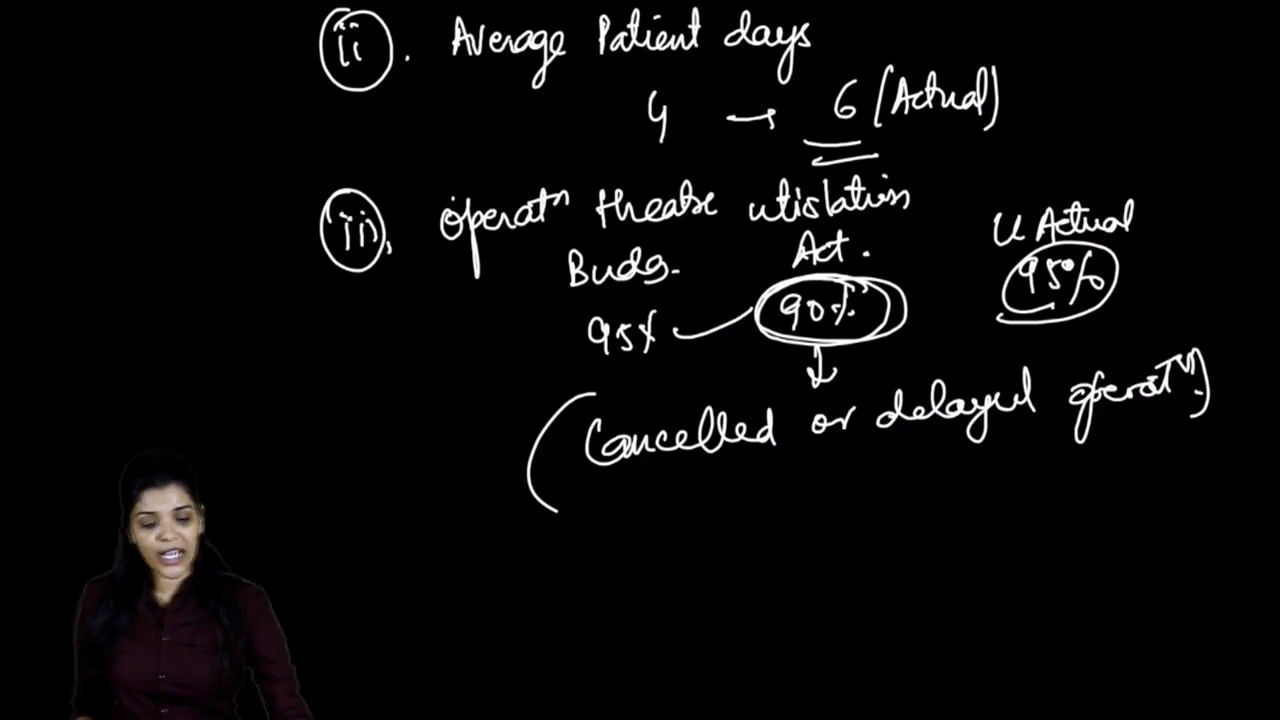 ii. Average Patient days
4 → 6 (Actual)
iii. operatn theatre utislation
Budg. Act. U Actual
95% 90% 95%
(Cancelled or delayed operatn.)